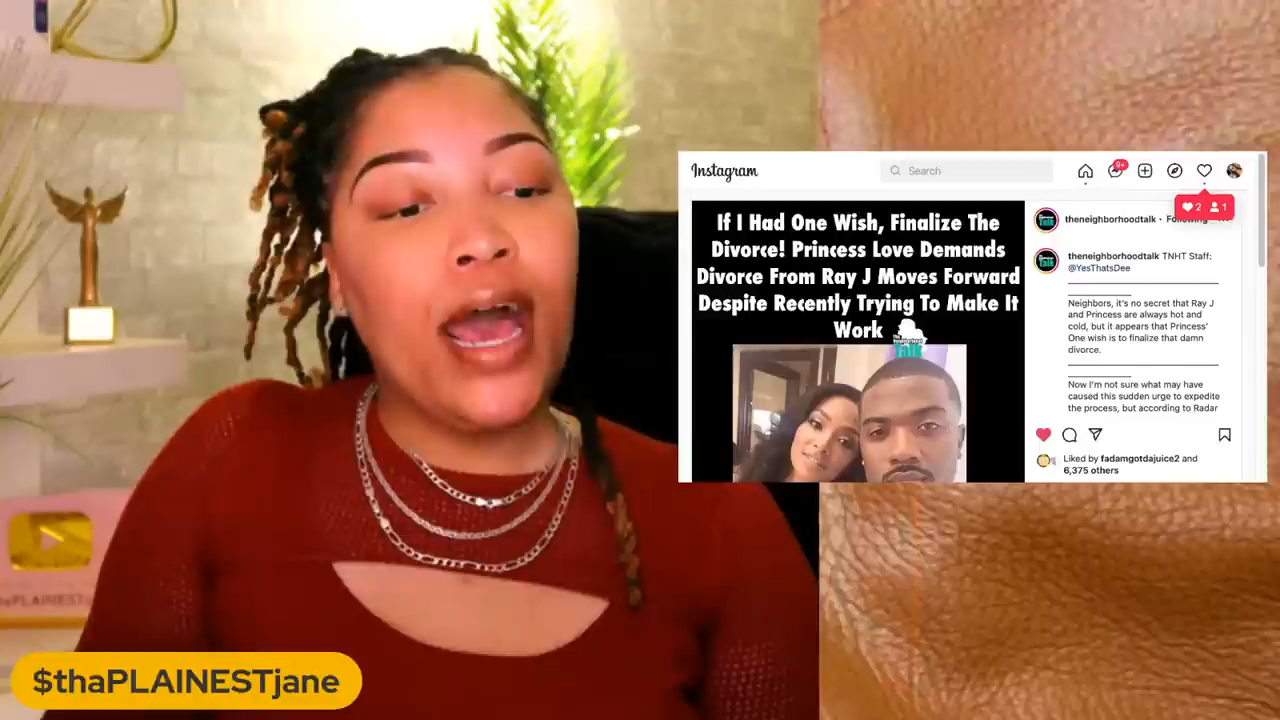 Instagram
Search
9+
2 1
If I Had One Wish, Finalize The
Divorce! Princess Love Demands
Divorce From Ray J Moves Forward
Despite Recently Trying To Make It
Work
Talk
theneighborhoodtalk • Following
theneighborhoodtalk TNHT Staff:
@YesThatsDee
Neighbors, it's no secret that Ray J
and Princess are always hot and
cold, but it appears that Princess'
One wish is to finalize that damn
divorce.
Now I'm not sure what may have
caused this sudden urge to expedite
the process, but according to Radar
Liked by fadamgotdajuice2 and
6,375 others
$thaPLAINESTjane